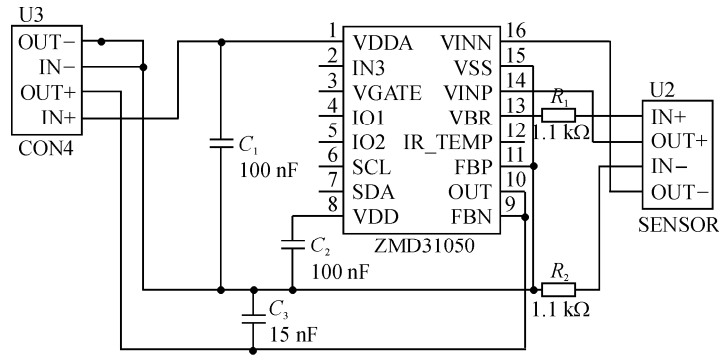 U3
OUT−
IN−
OUT+
IN+
CON4
C1
100 nF
C2
100 nF
C3
15 nF
1 VDDA
2 IN3
3 VGATE
4 IO1
5 IO2
6 SCL
7 SDA
8 VDD
VINN 16
VSS 15
VINP 14
VBR 13
IR_TEMP 12
FBP 11
OUT 10
FBN 9
ZMD31050
R1
1.1 kΩ
R2
1.1 kΩ
U2
IN+
OUT+
IN−
OUT−
SENSOR